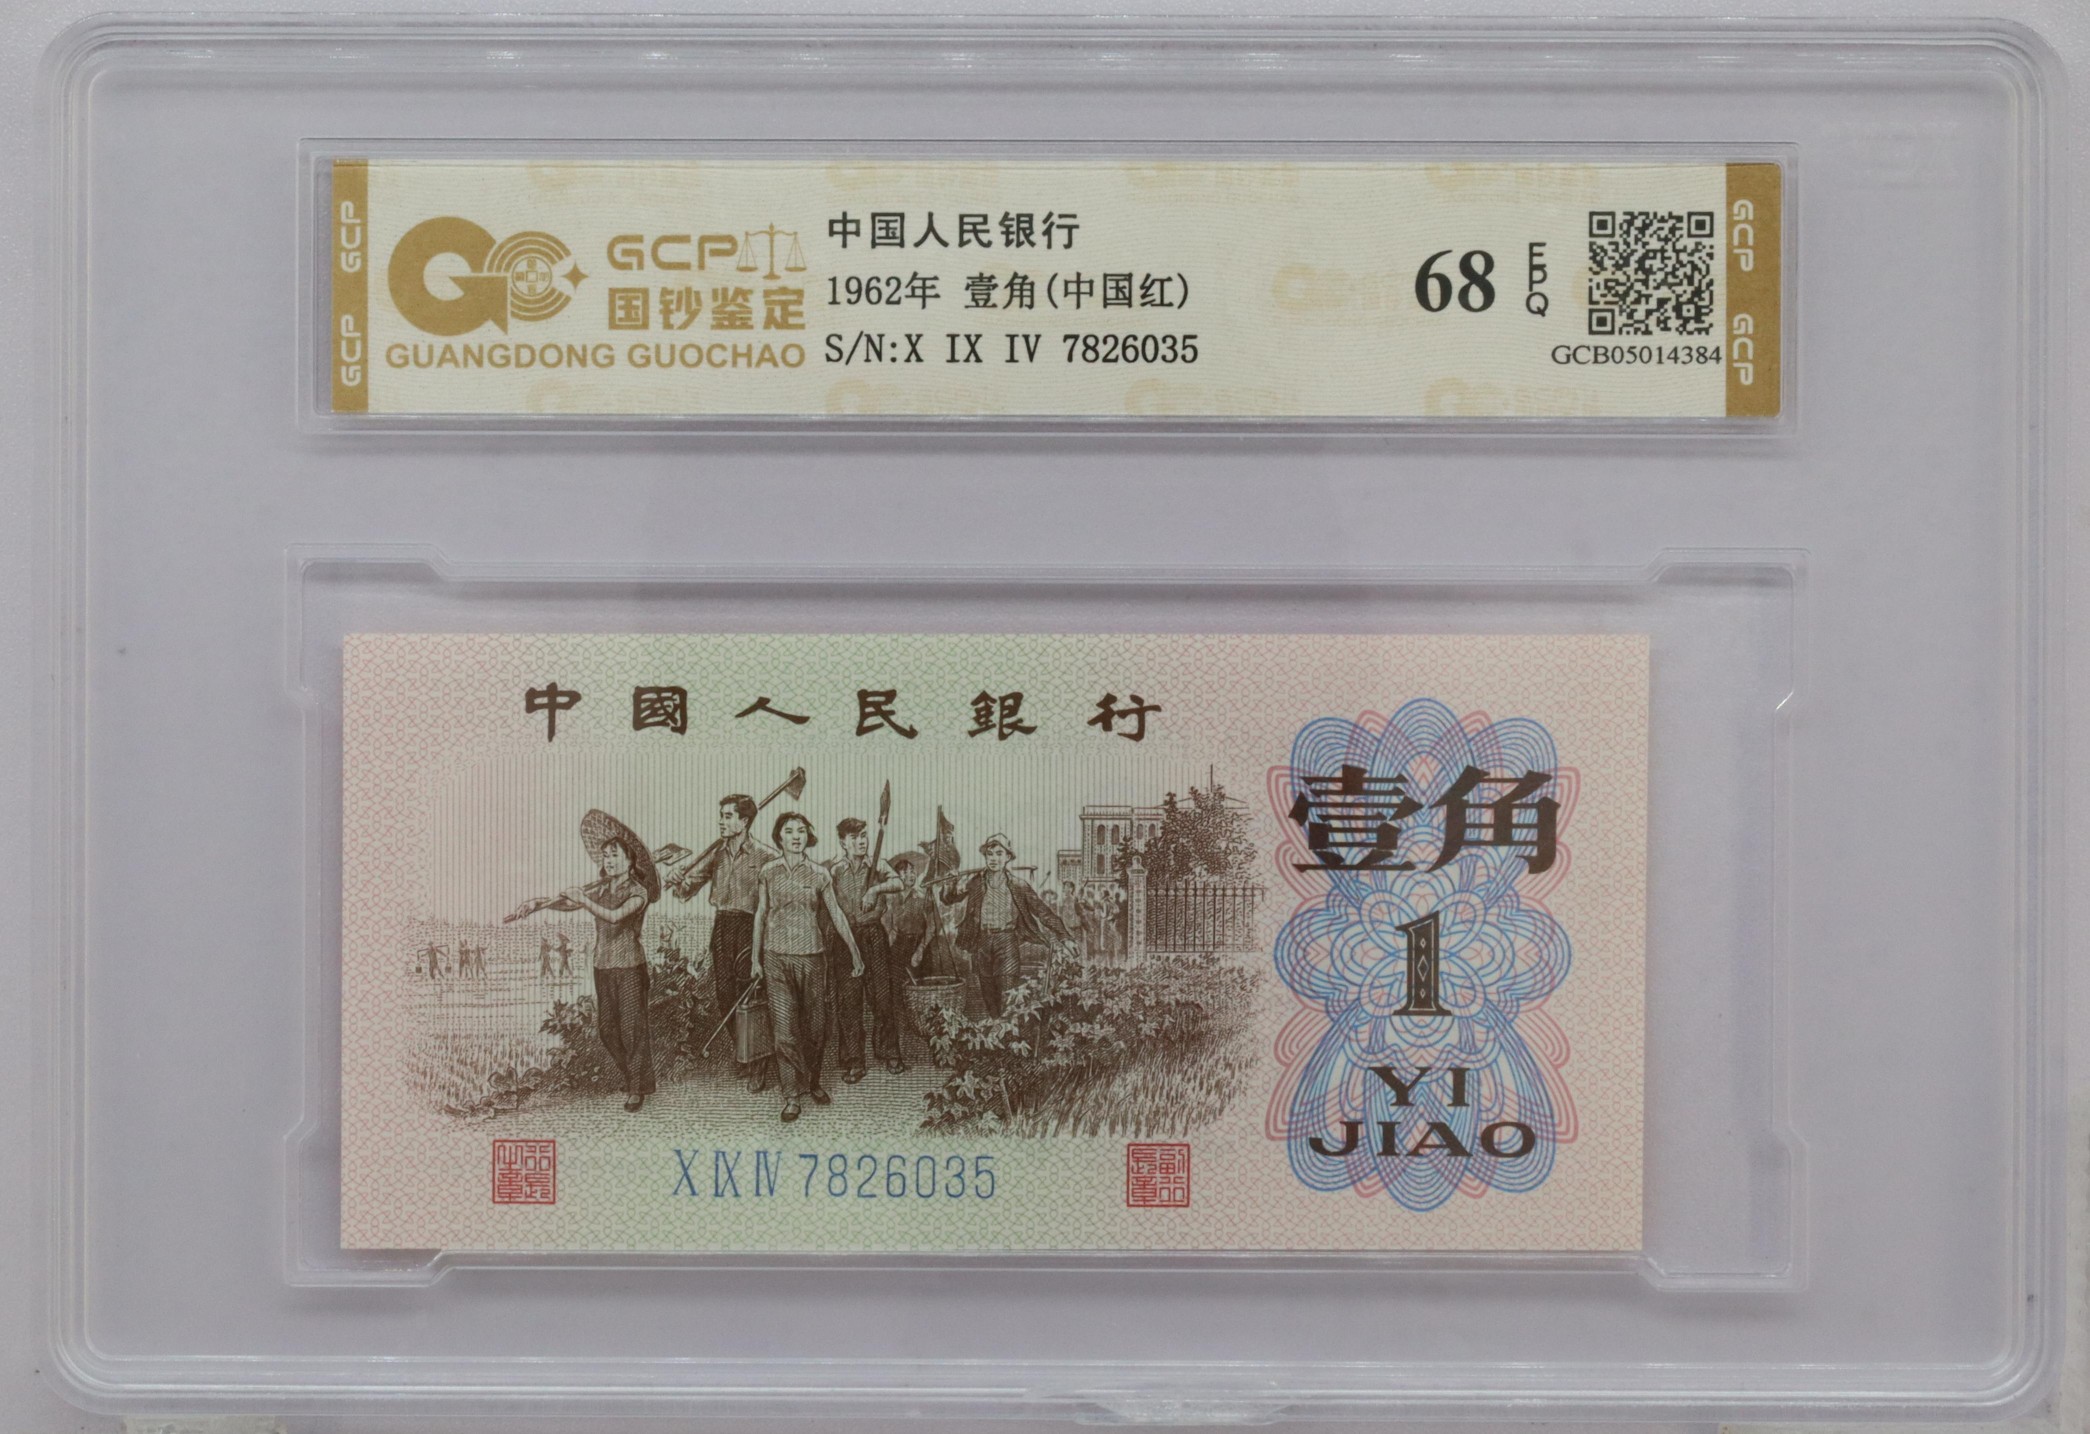 GCP
GCP
GCP
国钞鉴定
GUANGDONG GUOCHAO
中国人民银行
1962年 壹角(中国红)
S/N:X IX IV 7826035
68
EPQ
GCB05014384
GCP
GCP
中國人民銀行
壹角
1
YI
JIAO
X IX IV 7826035